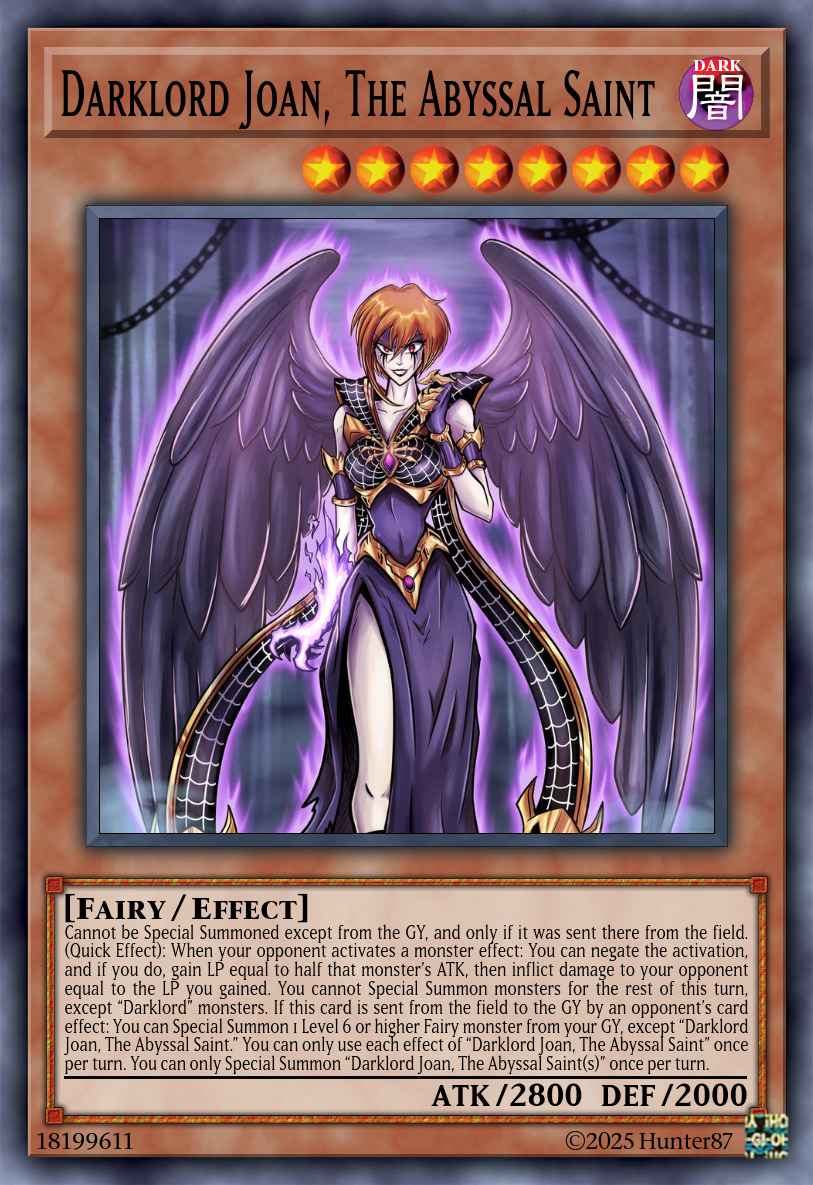 Darklord Joan, The Abyssal Saint
DARK
闇
[Fairy / Effect]
Cannot be Special Summoned except from the GY, and only if it was sent there from the field.
(Quick Effect): When your opponent activates a monster effect: You can negate the activation,
and if you do, gain LP equal to half that monster's ATK, then inflict damage to your opponent
equal to the LP you gained. You cannot Special Summon monsters for the rest of this turn,
except “Darklord” monsters. If this card is sent from the field to the GY by an opponent's card
effect: You can Special Summon 1 Level 6 or higher Fairy monster from your GY, except “Darklord
Joan, The Abyssal Saint.” You can only use each effect of “Darklord Joan, The Abyssal Saint” once
per turn. You can only Special Summon “Darklord Joan, The Abyssal Saint(s)” once per turn.
ATK/2800 DEF/2000
18199611 ©2025 Hunter87